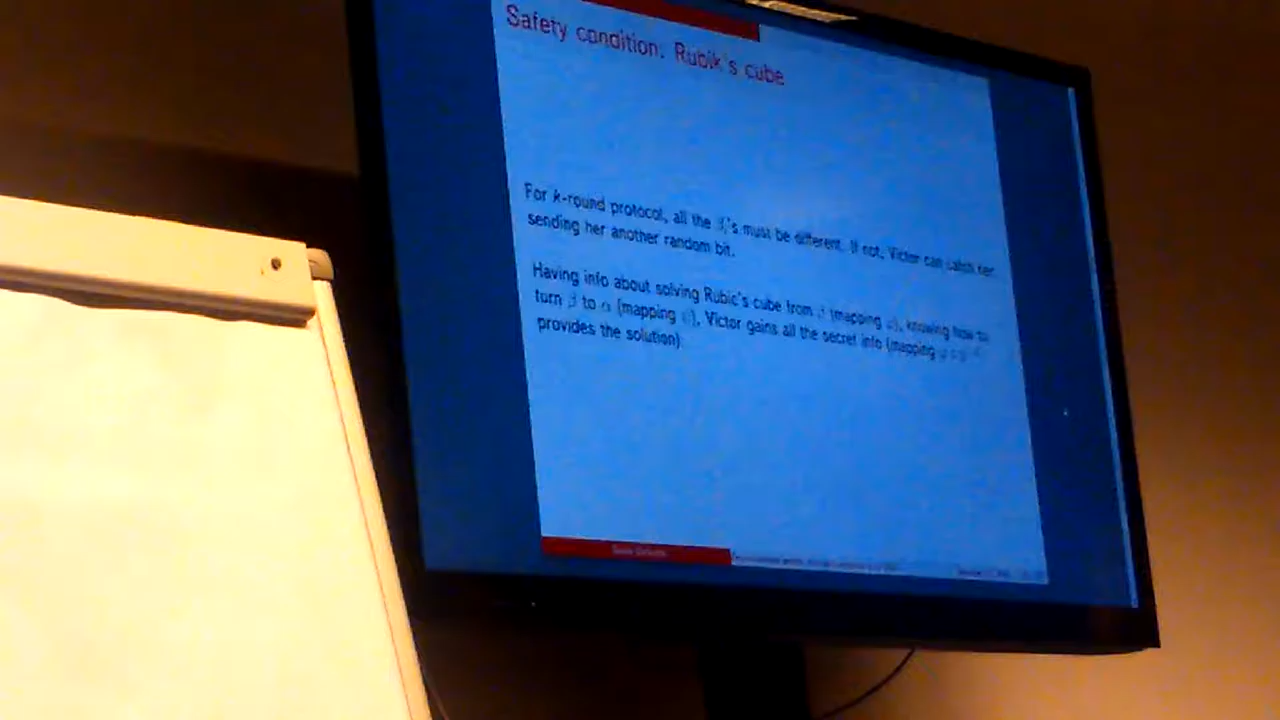 Safety condition. Rubik's cube
For k-round protocol, all the β's must be different. If not, Victor can catch her
sending her another random bit.
Having info about solving Rubic's cube from β (mapping), knowing how to
turn β to α (mapping), Victor gains all the secret info (mapping
provides the solution)